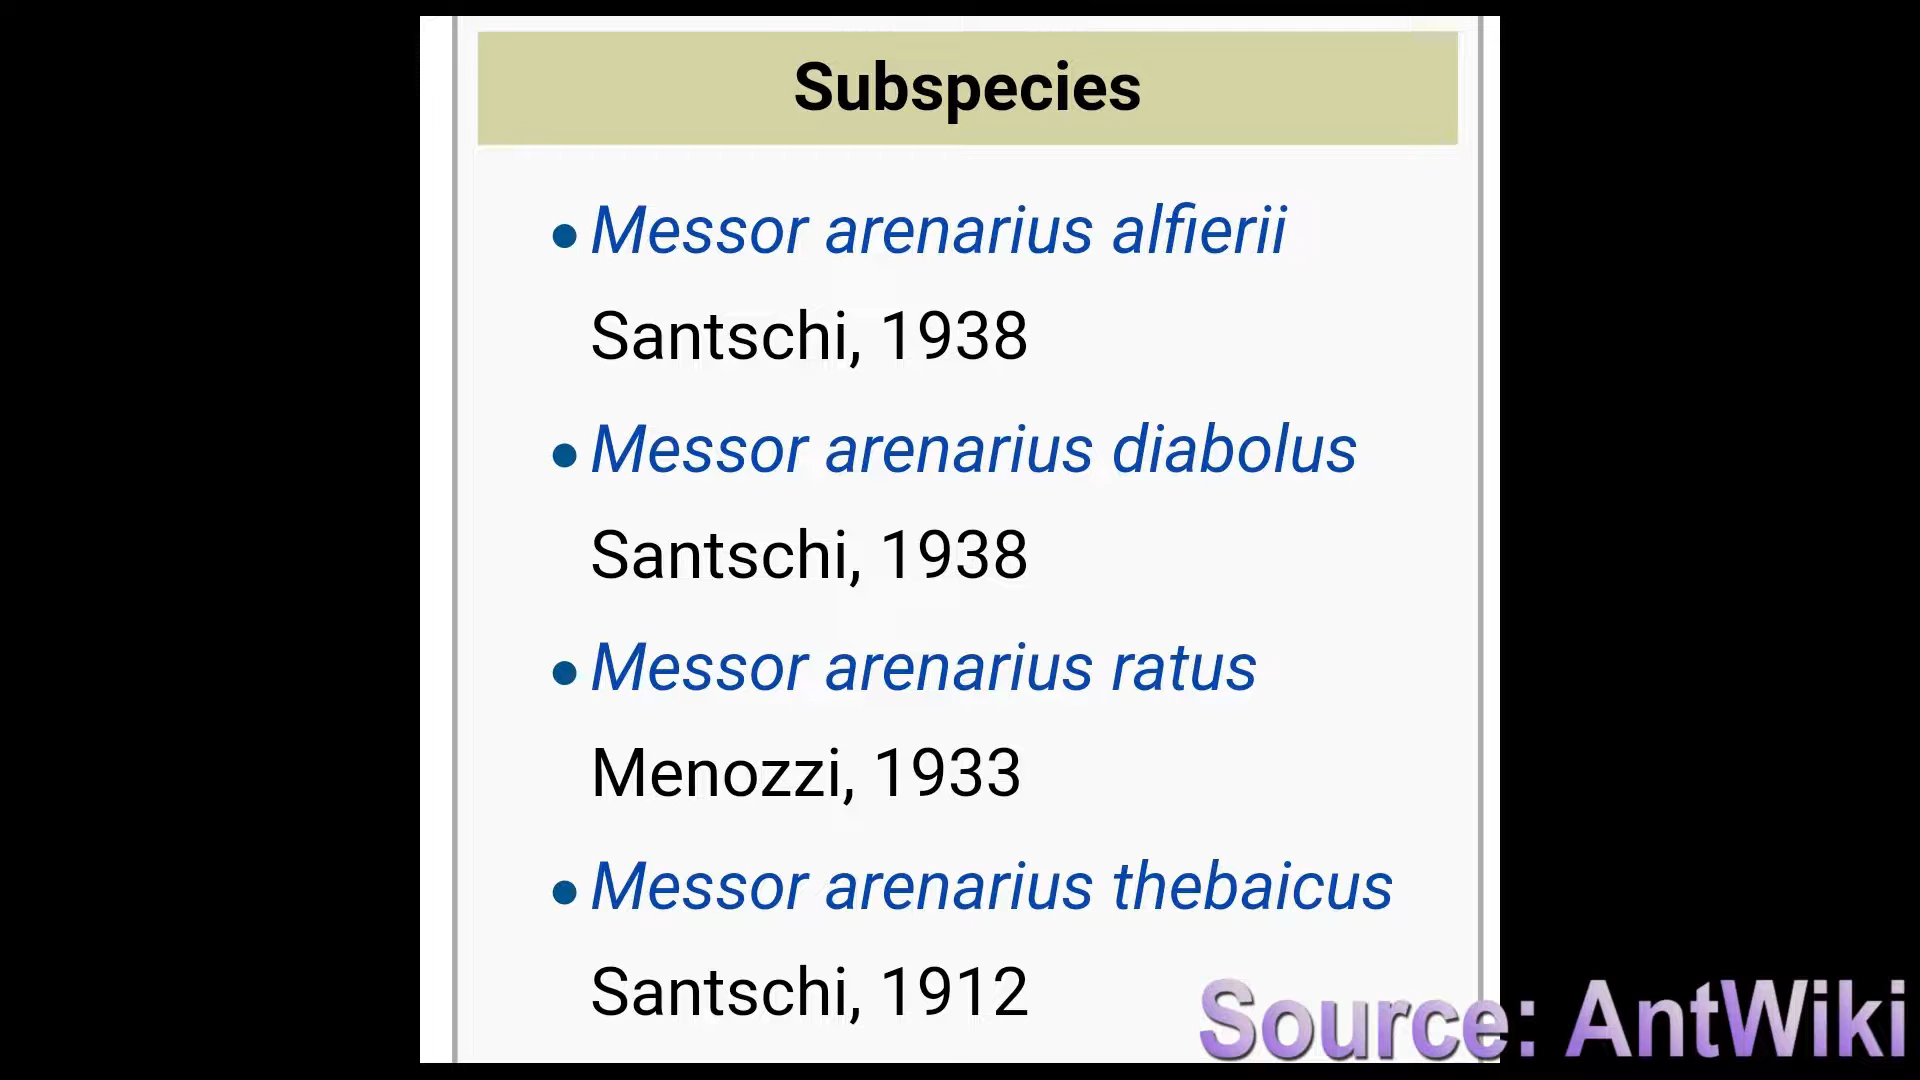 Subspecies
• Messor arenarius alfierii
Santschi, 1938
• Messor arenarius diabolus
Santschi, 1938
• Messor arenarius ratus
Menozzi, 1933
• Messor arenarius thebaicus
Santschi, 1912
Source: AntWiki